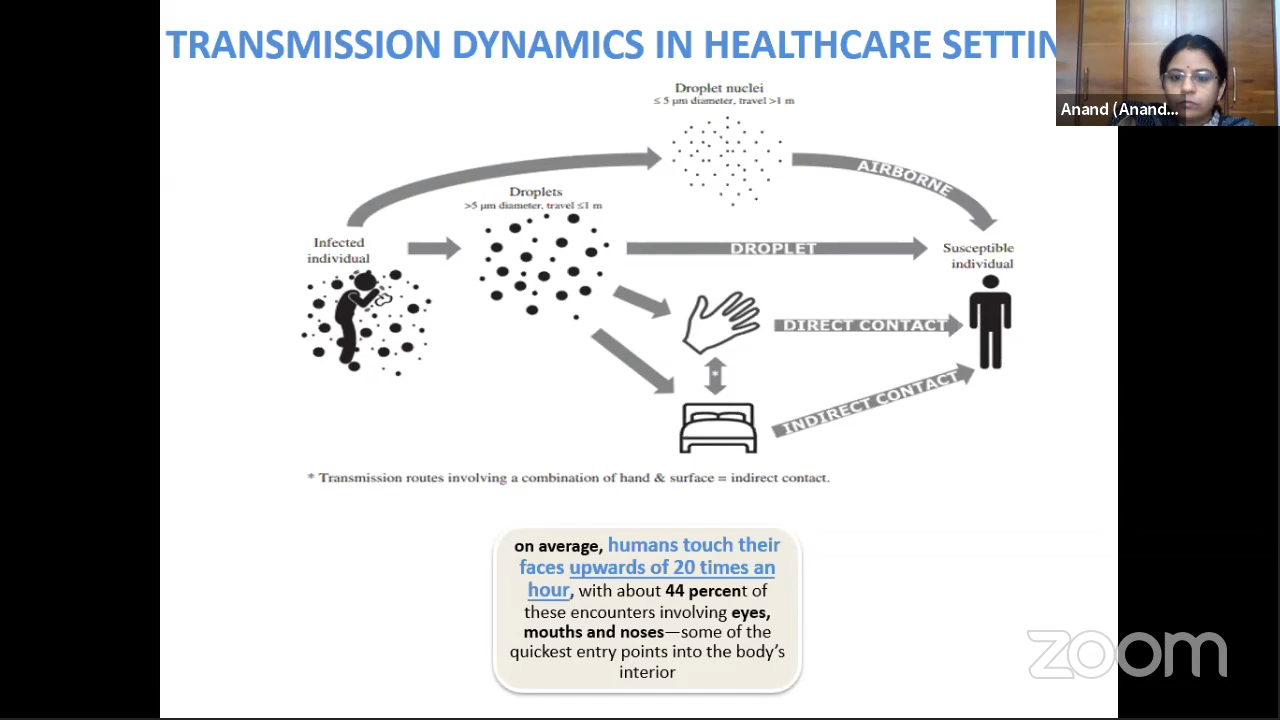 TRANSMISSION DYNAMICS IN HEALTHCARE SETTIN
Anand (Anand...
Droplet nuclei
≤ 5 μm diameter, travel >1 m
AIRBORNE
Droplets
>5 μm diameter, travel ≤1 m
Infected
individual
DROPLET
Susceptible
individual
DIRECT CONTACT
*
INDIRECT CONTACT
* Transmission routes involving a combination of hand & surface = indirect contact.
on average, humans touch their
faces upwards of 20 times an
hour, with about 44 percent of
these encounters involving eyes,
mouths and noses—some of the
quickest entry points into the body's
interior
zoom